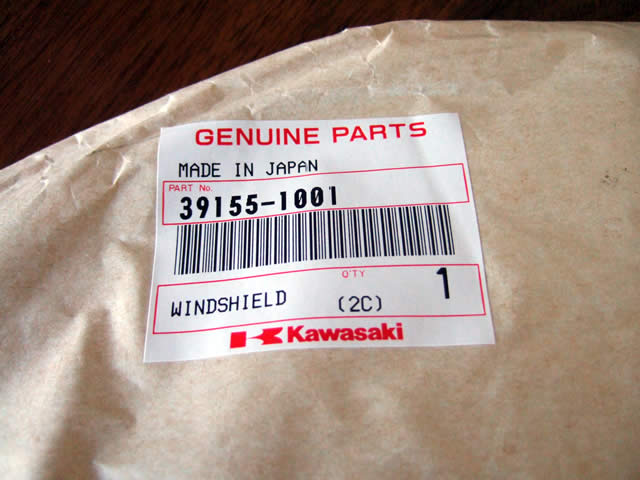 GENUINE PARTS
MADE IN JAPAN
PART No.
39155-1001
Q'TY
WINDSHIELD (2C) 1
Kawasaki